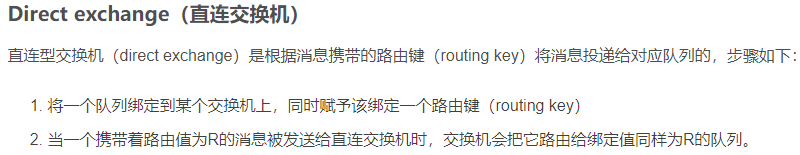 Direct exchange（直连交换机）
直连型交换机（direct exchange）是根据消息携带的路由键（routing key）将消息投递给对应队列的，步骤如下：
1. 将一个队列绑定到某个交换机上，同时赋予该绑定一个路由键（routing key）
2. 当一个携带着路由值为R的消息被发送给直连交换机时，交换机会把它路由给绑定值同样为R的队列。